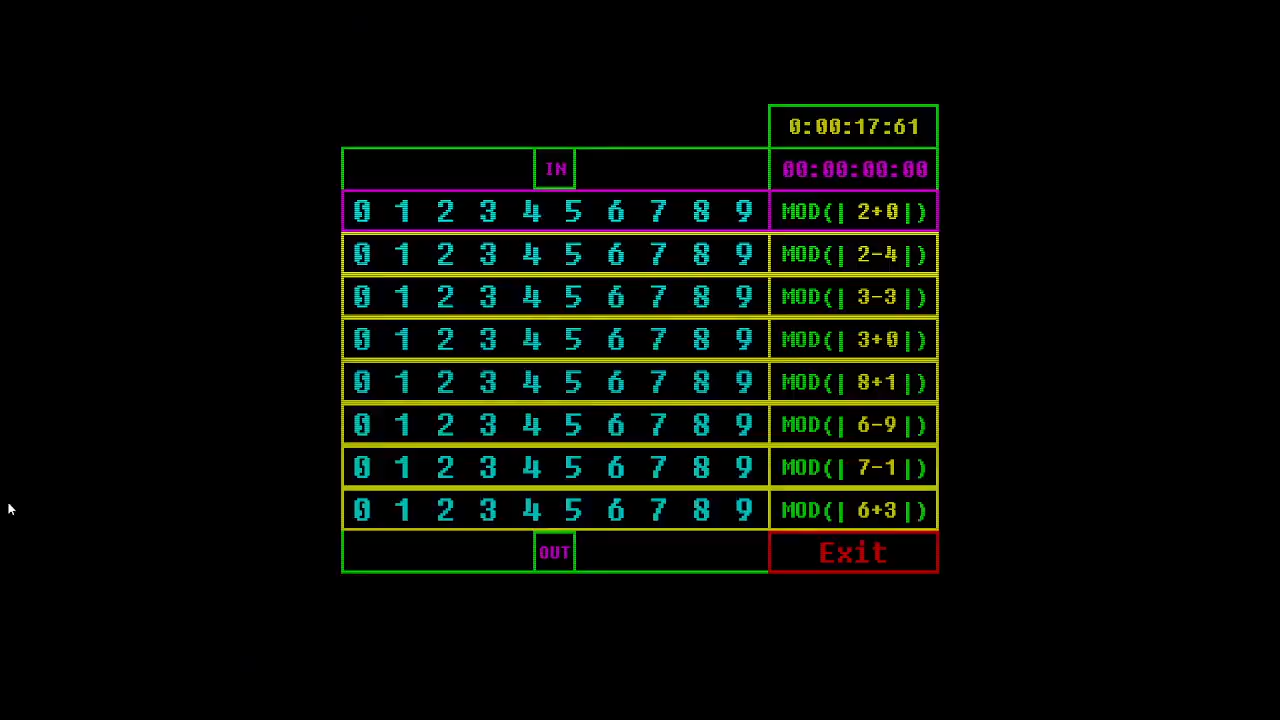 0:00:17:61
IN 00:00:00:00
0 1 2 3 4 5 6 7 8 9 MOD(| 2+0|)
0 1 2 3 4 5 6 7 8 9 MOD(| 2-4|)
0 1 2 3 4 5 6 7 8 9 MOD(| 3-3|)
0 1 2 3 4 5 6 7 8 9 MOD(| 3+0|)
0 1 2 3 4 5 6 7 8 9 MOD(| 8+1|)
0 1 2 3 4 5 6 7 8 9 MOD(| 6-9|)
0 1 2 3 4 5 6 7 8 9 MOD(| 7-1|)
0 1 2 3 4 5 6 7 8 9 MOD(| 6+3|)
OUT Exit